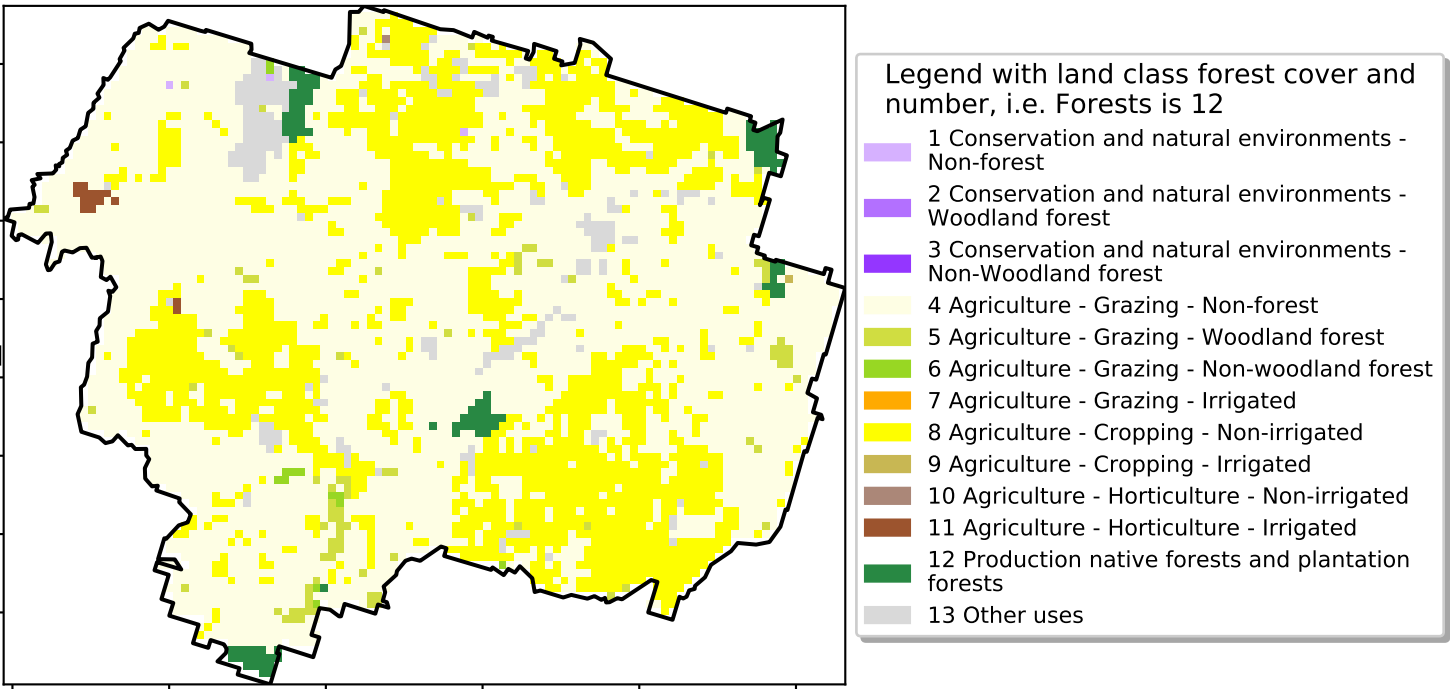 Legend with land class forest cover and
number, i.e. Forests is 12
1 Conservation and natural environments -
Non-forest
2 Conservation and natural environments -
Woodland forest
3 Conservation and natural environments -
Non-Woodland forest
4 Agriculture - Grazing - Non-forest
5 Agriculture - Grazing - Woodland forest
6 Agriculture - Grazing - Non-woodland forest
7 Agriculture - Grazing - Irrigated
8 Agriculture - Cropping - Non-irrigated
9 Agriculture - Cropping - Irrigated
10 Agriculture - Horticulture - Non-irrigated
11 Agriculture - Horticulture - Irrigated
12 Production native forests and plantation
forests
13 Other uses